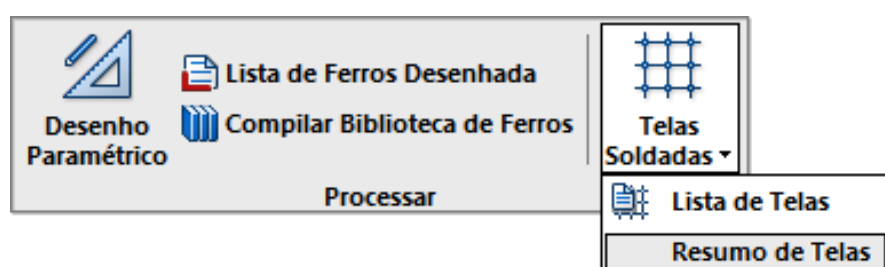 Desenho
Paramétrico
Lista de Ferros Desenhada
Compilar Biblioteca de Ferros
Telas
Soldadas
Processar
Lista de Telas
Resumo de Telas